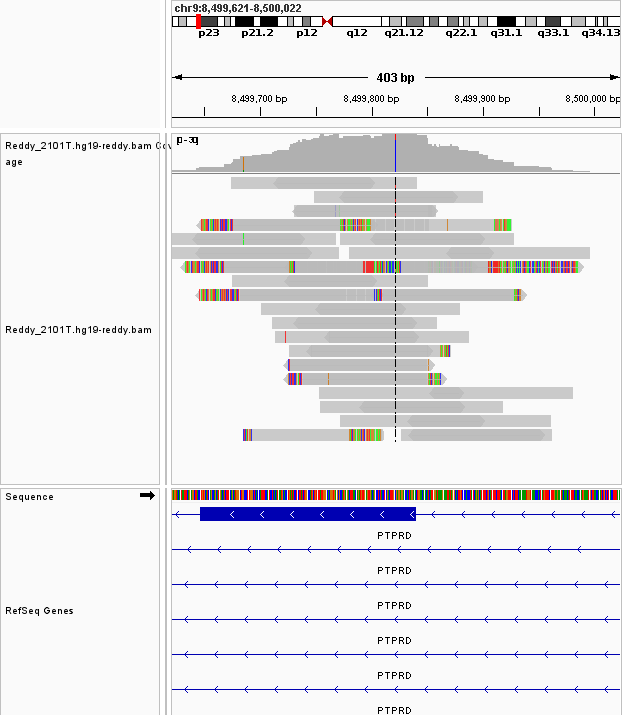 chr9:8,499,621-8,500,022
p23 p21.2 p12 q12 q21.12 q22.1 q31.1 q33.1 q34.13
403 bp
8,499,700 bp 8,499,800 bp 8,499,900 bp 8,500,000 bp
Reddy_2101T.hg19-reddy.bam Cov
age
Reddy_2101T.hg19-reddy.bam
Sequence
PTPRD
PTPRD
PTPRD
RefSeq Genes
PTPRD
PTPRD
PTPRD